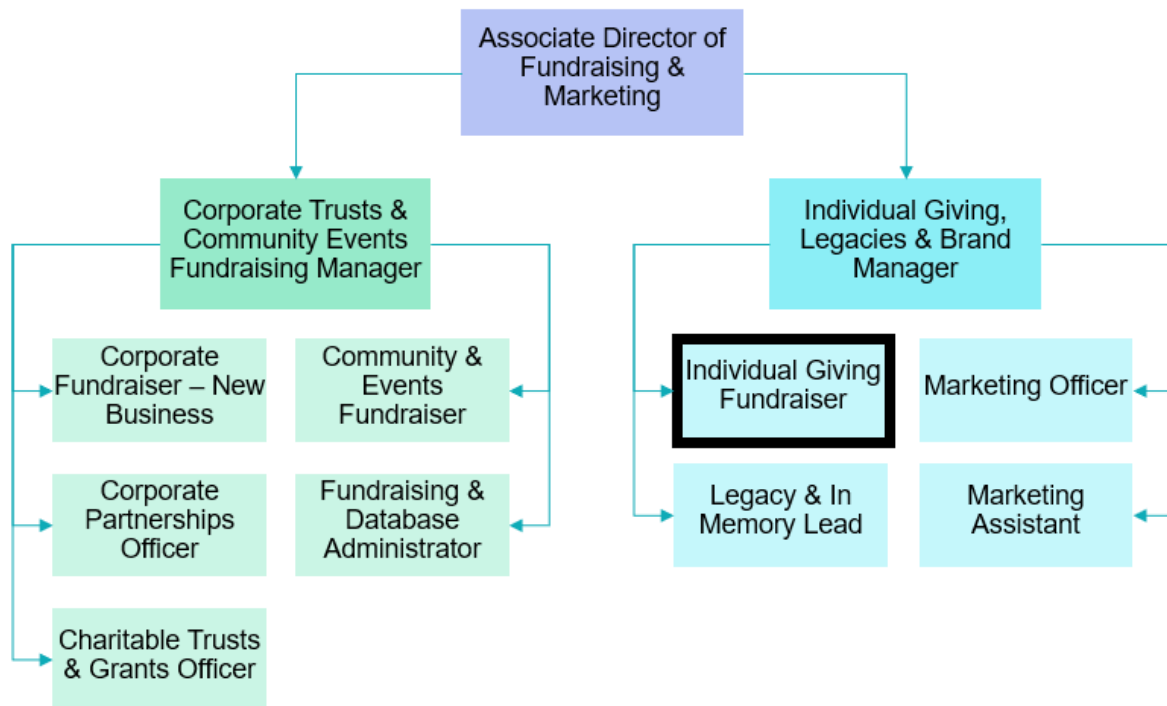 Associate Director of
Fundraising &
Marketing
Corporate Trusts &
Community Events
Fundraising Manager
Individual Giving,
Legacies & Brand
Manager
Corporate
Fundraiser – New
Business
Community &
Events
Fundraiser
Individual Giving
Fundraiser
Marketing Officer
Corporate
Partnerships
Officer
Fundraising &
Database
Administrator
Legacy & In
Memory Lead
Marketing
Assistant
Charitable Trusts
& Grants Officer